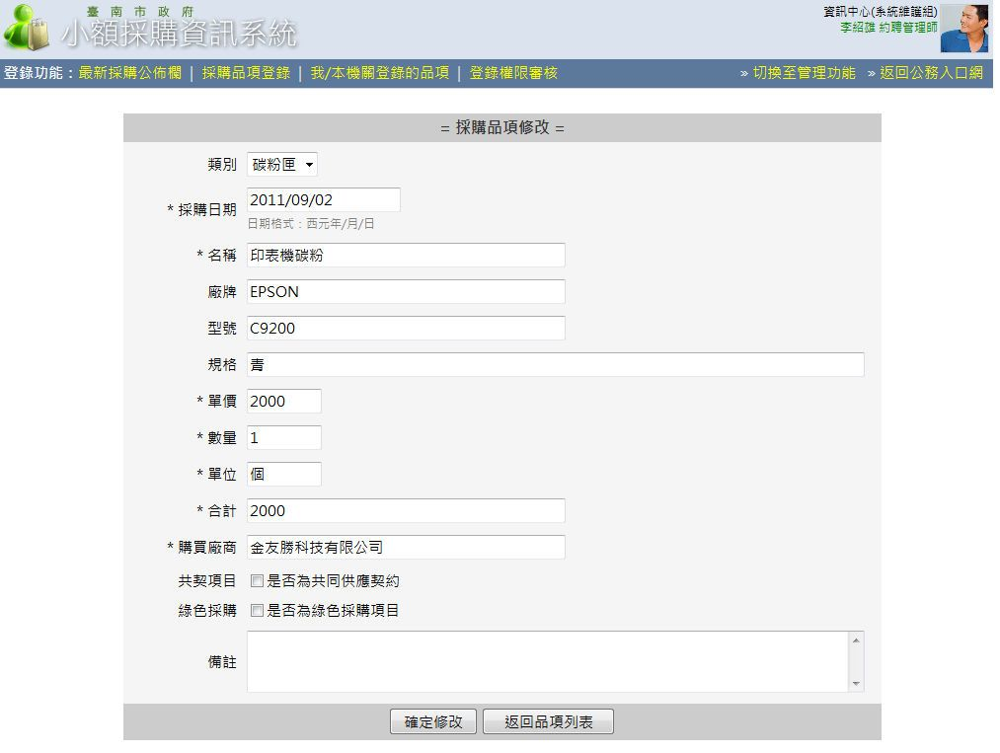 臺南市政府
小額採購資訊系統
資訊中心(系統維護組)
李紹雄 約聘管理師
登錄功能：最新採購公佈欄 | 採購品項登錄 | 我/本機關登錄的品項 | 登錄權限審核 » 切換至管理功能 » 返回公務入口網
= 採購品項修改 =
類別 碳粉匣
* 採購日期 2011/09/02
日期格式：西元年/月/日
* 名稱 印表機碳粉
廠牌 EPSON
型號 C9200
規格 青
* 單價 2000
* 數量 1
* 單位 個
* 合計 2000
* 購買廠商 金友勝科技有限公司
共契項目 是否為共同供應契約
綠色採購 是否為綠色採購項目
備註
確定修改 返回品項列表